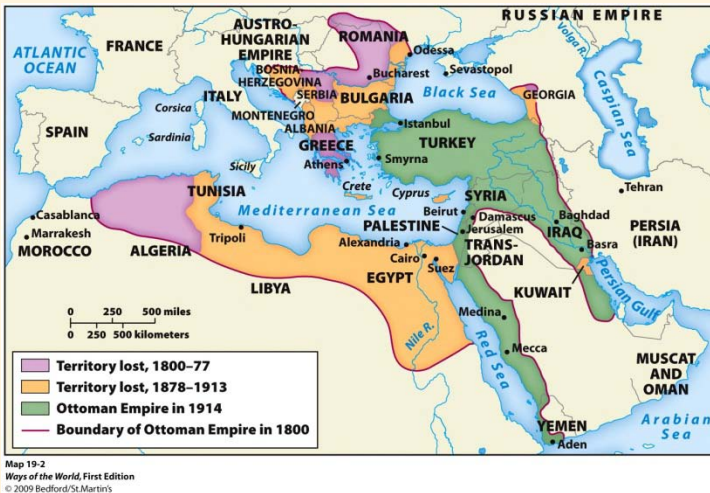 RUSSIAN EMPIRE
AUSTRO-
HUNGARIAN
EMPIRE
ROMANIA
Volga R.
ATLANTIC
OCEAN
FRANCE
Odessa
BOSNIA
HERZEGOVINA
Bucharest
Sevastopol
Caspian Sea
SERBIA
ITALY
BULGARIA
Black Sea
GEORGIA
Corsica
MONTENEGRO
ALBANIA
Istanbul
SPAIN
Sardinia
GREECE
TURKEY
Athens
Smyrna
Sicily
Crete
Cyprus
SYRIA
Tehran
TUNISIA
Mediterranean Sea
Beirut
Damascus
Baghdad
Casablanca
PALESTINE
Jerusalem
IRAQ
PERSIA
(IRAN)
Marrakesh
Tripoli
Alexandria
TRANS-
JORDAN
Basra
MOROCCO
ALGERIA
Cairo
Suez
LIBYA
EGYPT
KUWAIT
Persian Gulf
0 250 500 miles
0 250 500 kilometers
Medina
Nile R.
Red Sea
Mecca
MUSCAT
AND
OMAN
Territory lost, 1800–77
Territory lost, 1878–1913
Ottoman Empire in 1914
Boundary of Ottoman Empire in 1800
YEMEN
Aden
Arabian
Sea
Map 19-2
Ways of the World, First Edition
© 2009 Bedford/St.Martin's